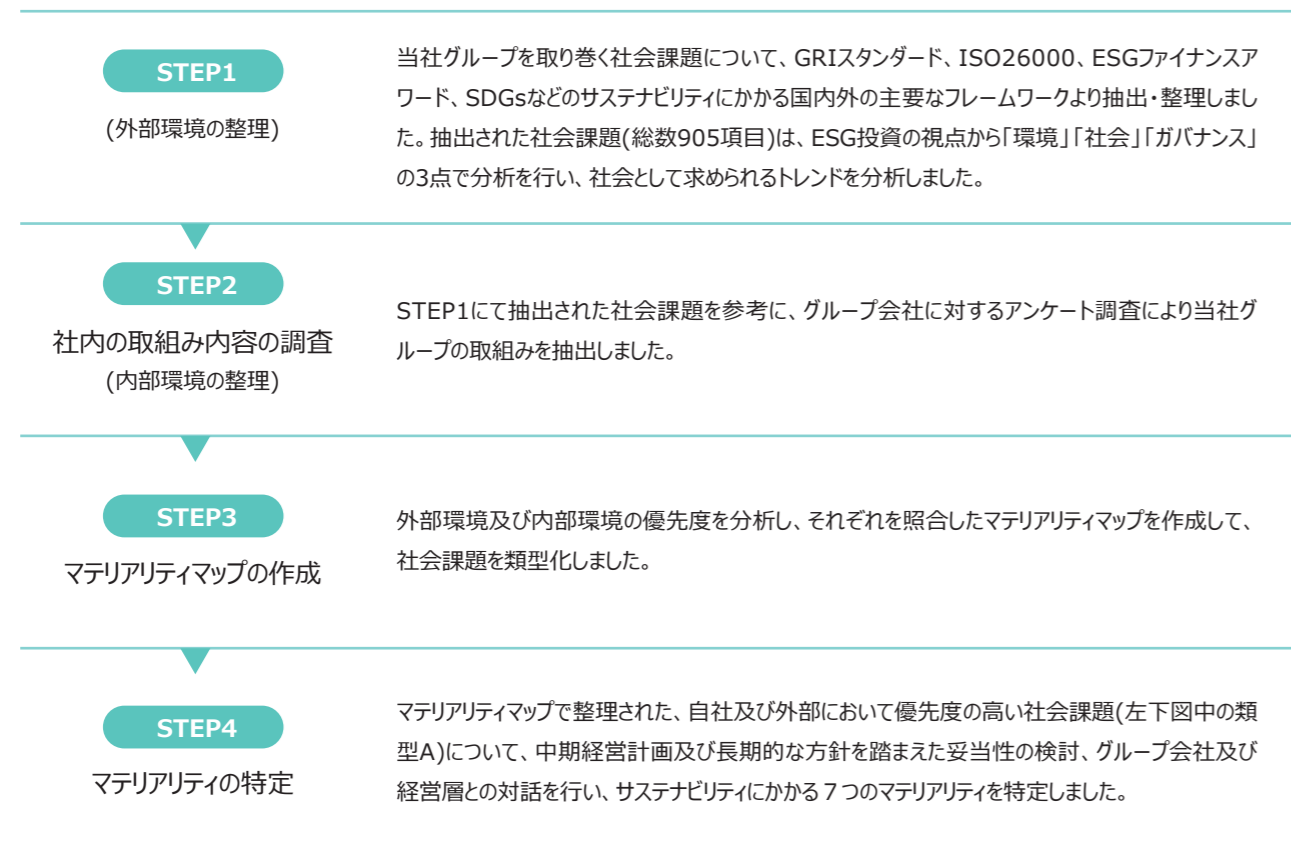 STEP1
(外部環境の整理)
当社グループを取り巻く社会課題について、GRIスタンダード、ISO26000、ESGファイナンスア
ワード、SDGsなどのサステナビリティにかかる国内外の主要なフレームワークより抽出・整理しまし
た。抽出された社会課題(総数905項目)は、ESG投資の視点から「環境」「社会」「ガバナンス」
の3点で分析を行い、社会として求められるトレンドを分析しました。
STEP2
社内の取組み内容の調査
(内部環境の整理)
STEP1にて抽出された社会課題を参考に、グループ会社に対するアンケート調査により当社グ
ループの取組みを抽出しました。
STEP3
マテリアリティマップの作成
外部環境及び内部環境の優先度を分析し、それぞれを照合したマテリアリティマップを作成して、
社会課題を類型化しました。
STEP4
マテリアリティの特定
マテリアリティマップで整理された、自社及び外部において優先度の高い社会課題(左下図中の類
型A)について、中期経営計画及び長期的な方針を踏まえた妥当性の検討、グループ会社及び
経営層との対話を行い、サステナビリティにかかる7つのマテリアリティを特定しました。